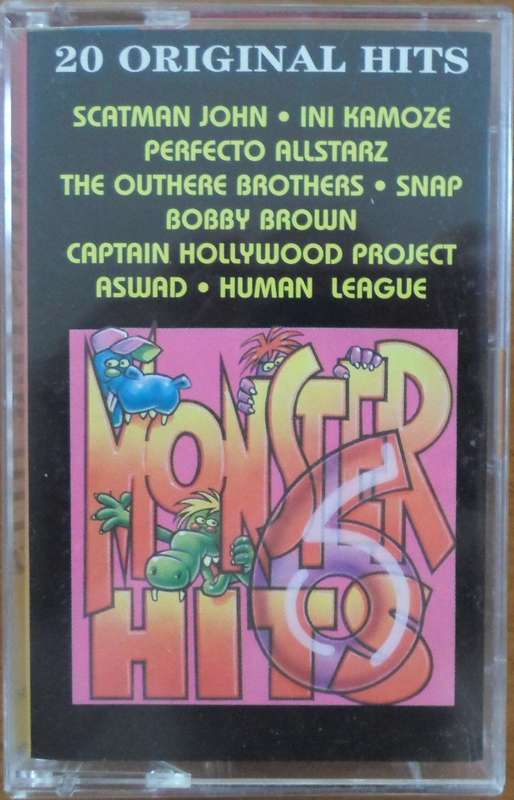 20 ORIGINAL HITS
SCATMAN JOHN • INI KAMOZE
PERFECTO ALLSTARZ
THE OUTHERE BROTHERS • SNAP
BOBBY BROWN
CAPTAIN HOLLYWOOD PROJECT
ASWAD • HUMAN LEAGUE
MONSTER
HITS 6